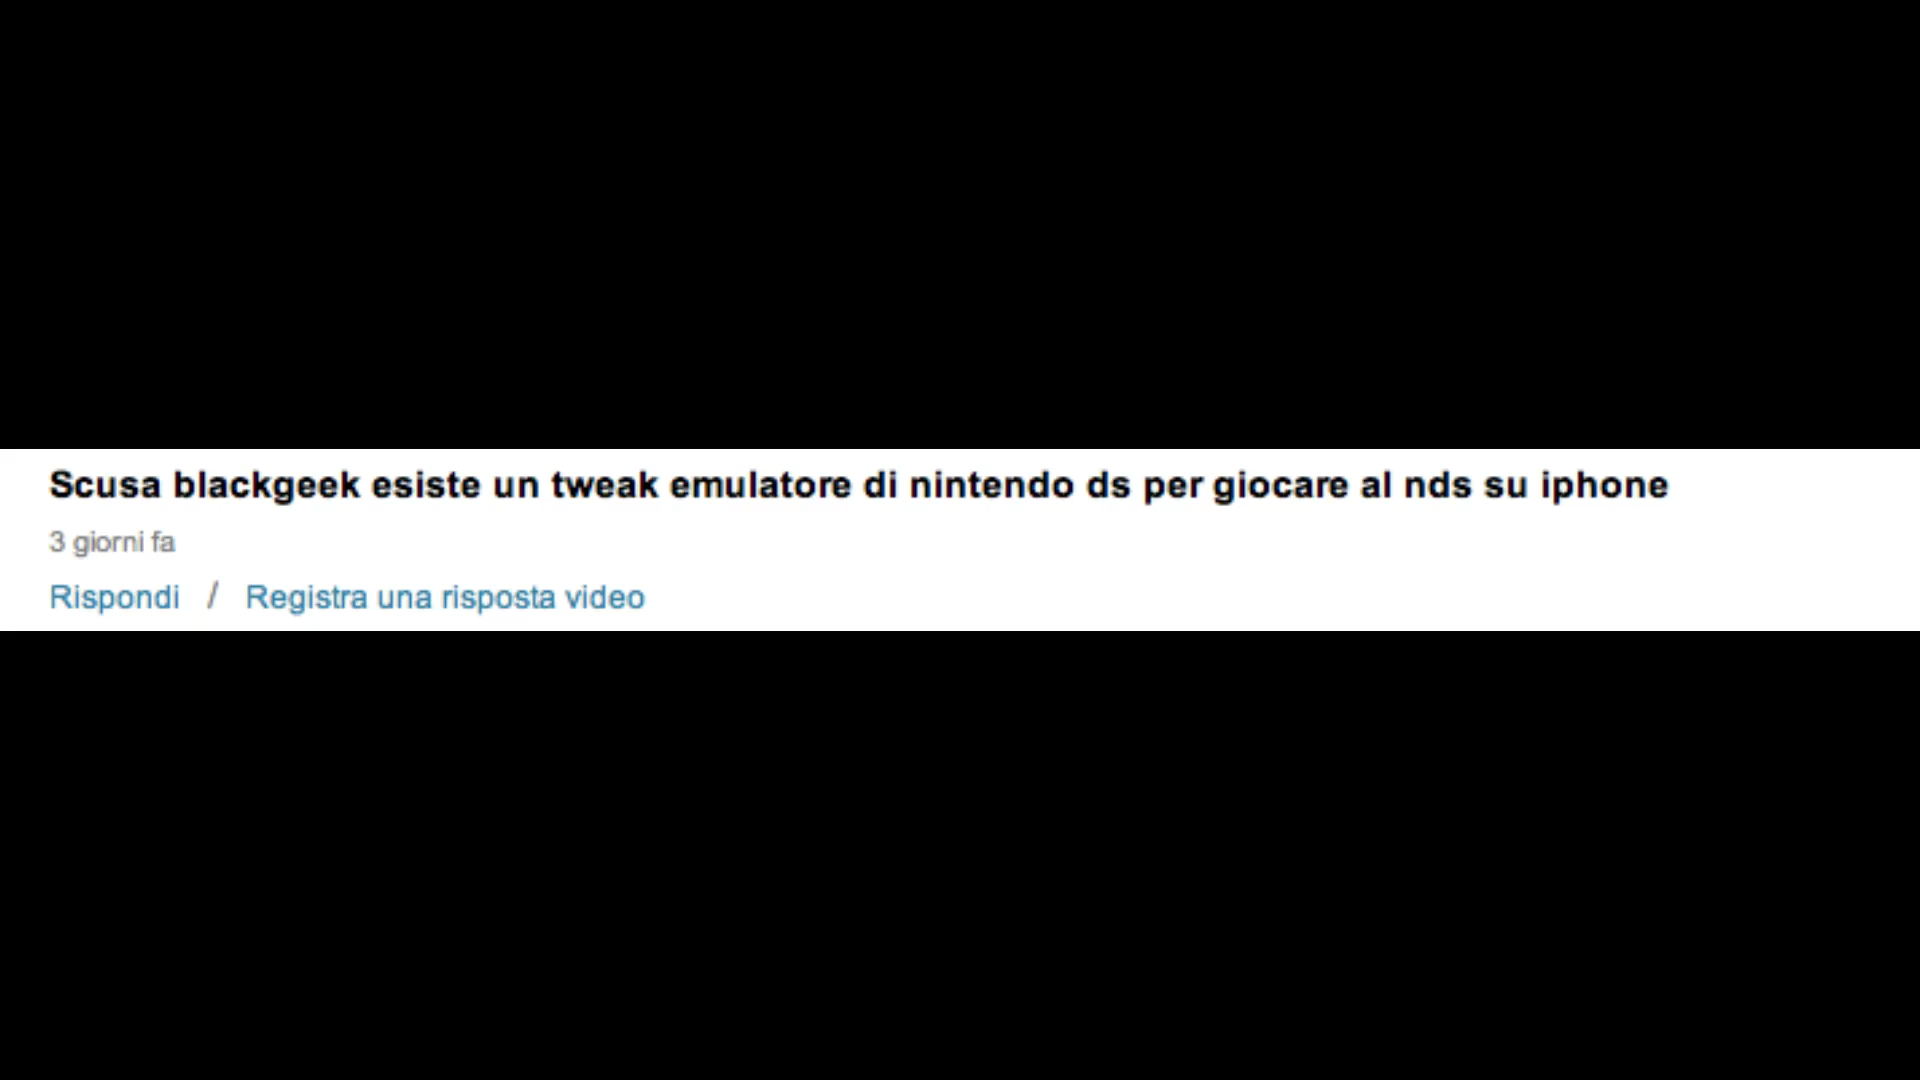 Scusa blackgeek esiste un tweak emulatore di nintendo ds per giocare al nds su iphone
3 giorni fa
Rispondi / Registra una risposta video